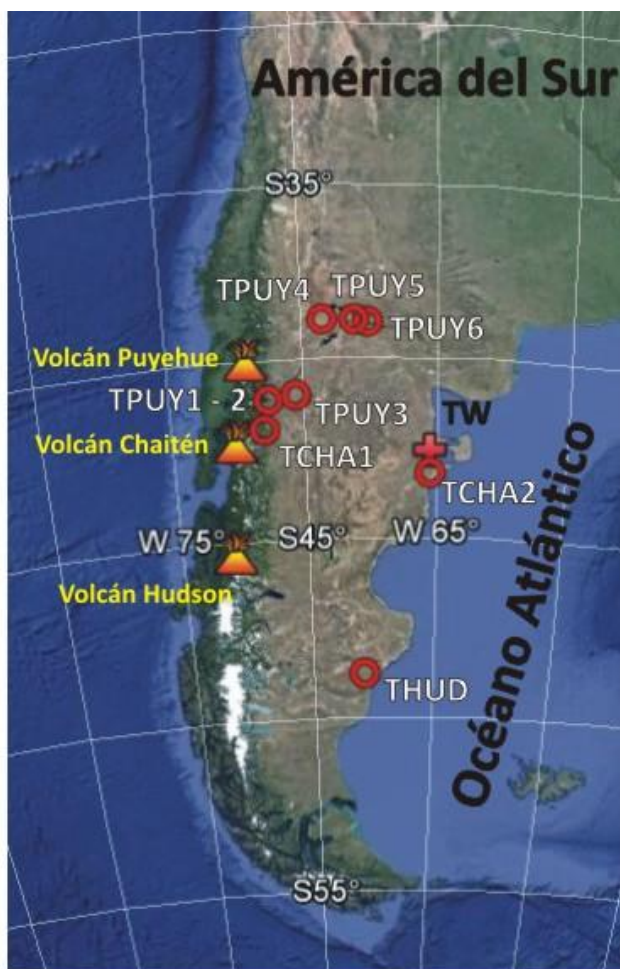 América del Sur
S35°
TPUY4 TPUY5
TPUY6
Volcán Puyehue
TPUY1 - 2
TPUY3
TW
Volcán Chaitén
TCHA1
TCHA2
W 75° S45° W 65°
Volcán Hudson
THUD
Océano Atlántico
S55°